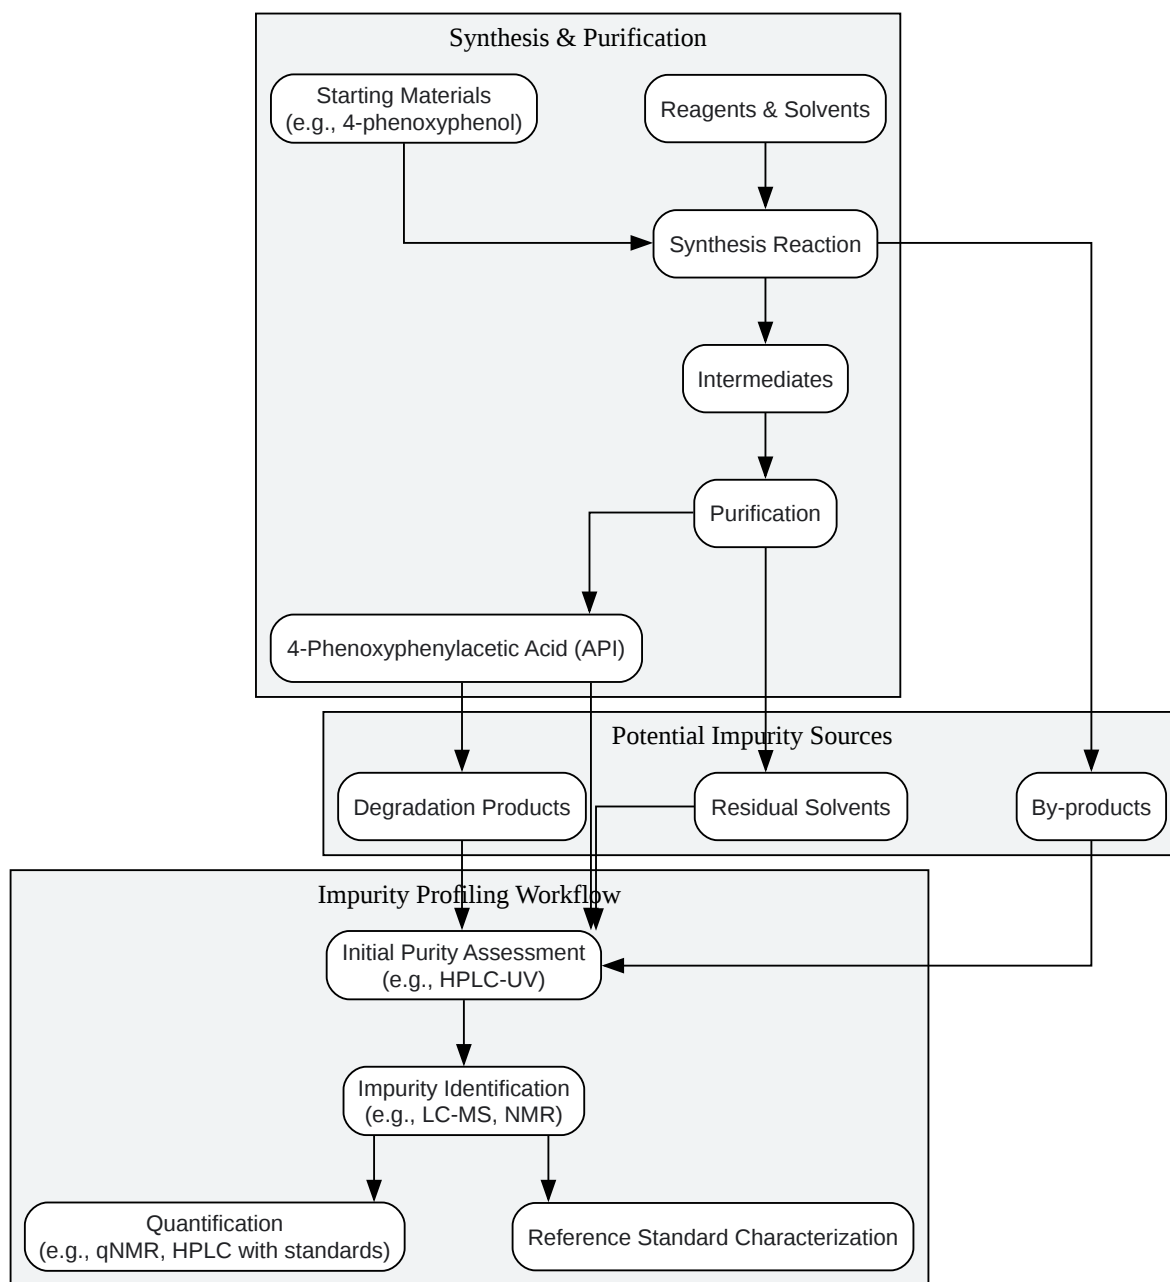 Synthesis & Purification
Starting Materials
(e.g., 4-phenoxyphenol)
Reagents & Solvents
Synthesis Reaction
Intermediates
Purification
4-Phenoxyphenylacetic Acid (API)
Potential Impurity Sources
Degradation Products
Residual Solvents
By-products
Impurity Profiling Workflow
Initial Purity Assessment
(e.g., HPLC-UV)
Impurity Identification
(e.g., LC-MS, NMR)
Quantification
(e.g., qNMR, HPLC with standards)
Reference Standard Characterization